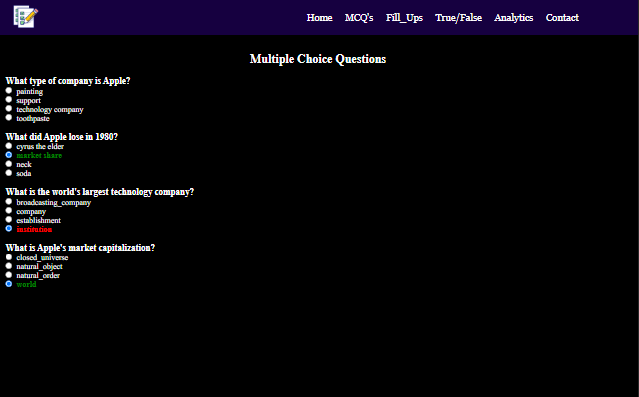 Home MCQ's Fill_Ups True/False Analytics Contact
Multiple Choice Questions
What type of company is Apple?
painting
support
technology company
toothpaste
What did Apple lose in 1980?
cyrus the elder
market share
neck
soda
What is the world's largest technology company?
broadcasting_company
company
establishment
institution
What is Apple's market capitalization?
closed_universe
natural_object
natural_order
world